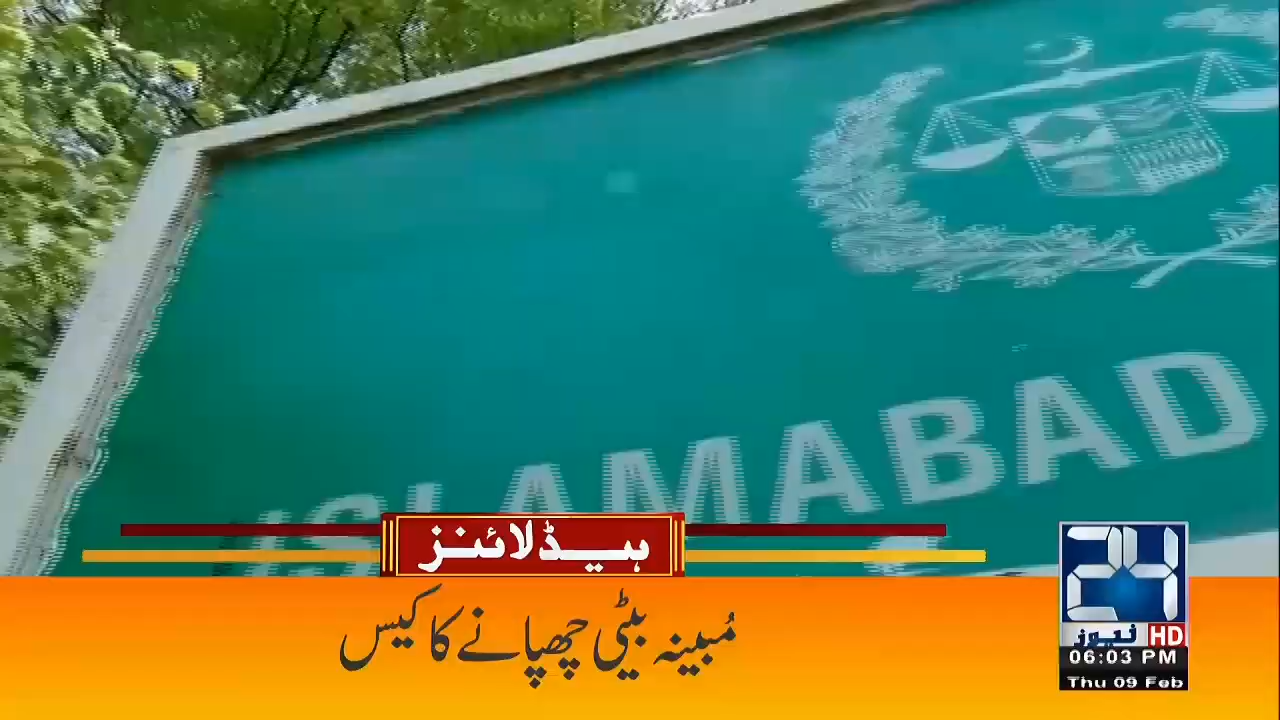 ISLAMABAD
ہیڈلائنز
مُبینہ بیٹی چھپانے کا کیس
24
نیوز HD
06:03 PM
Thu 09 Feb